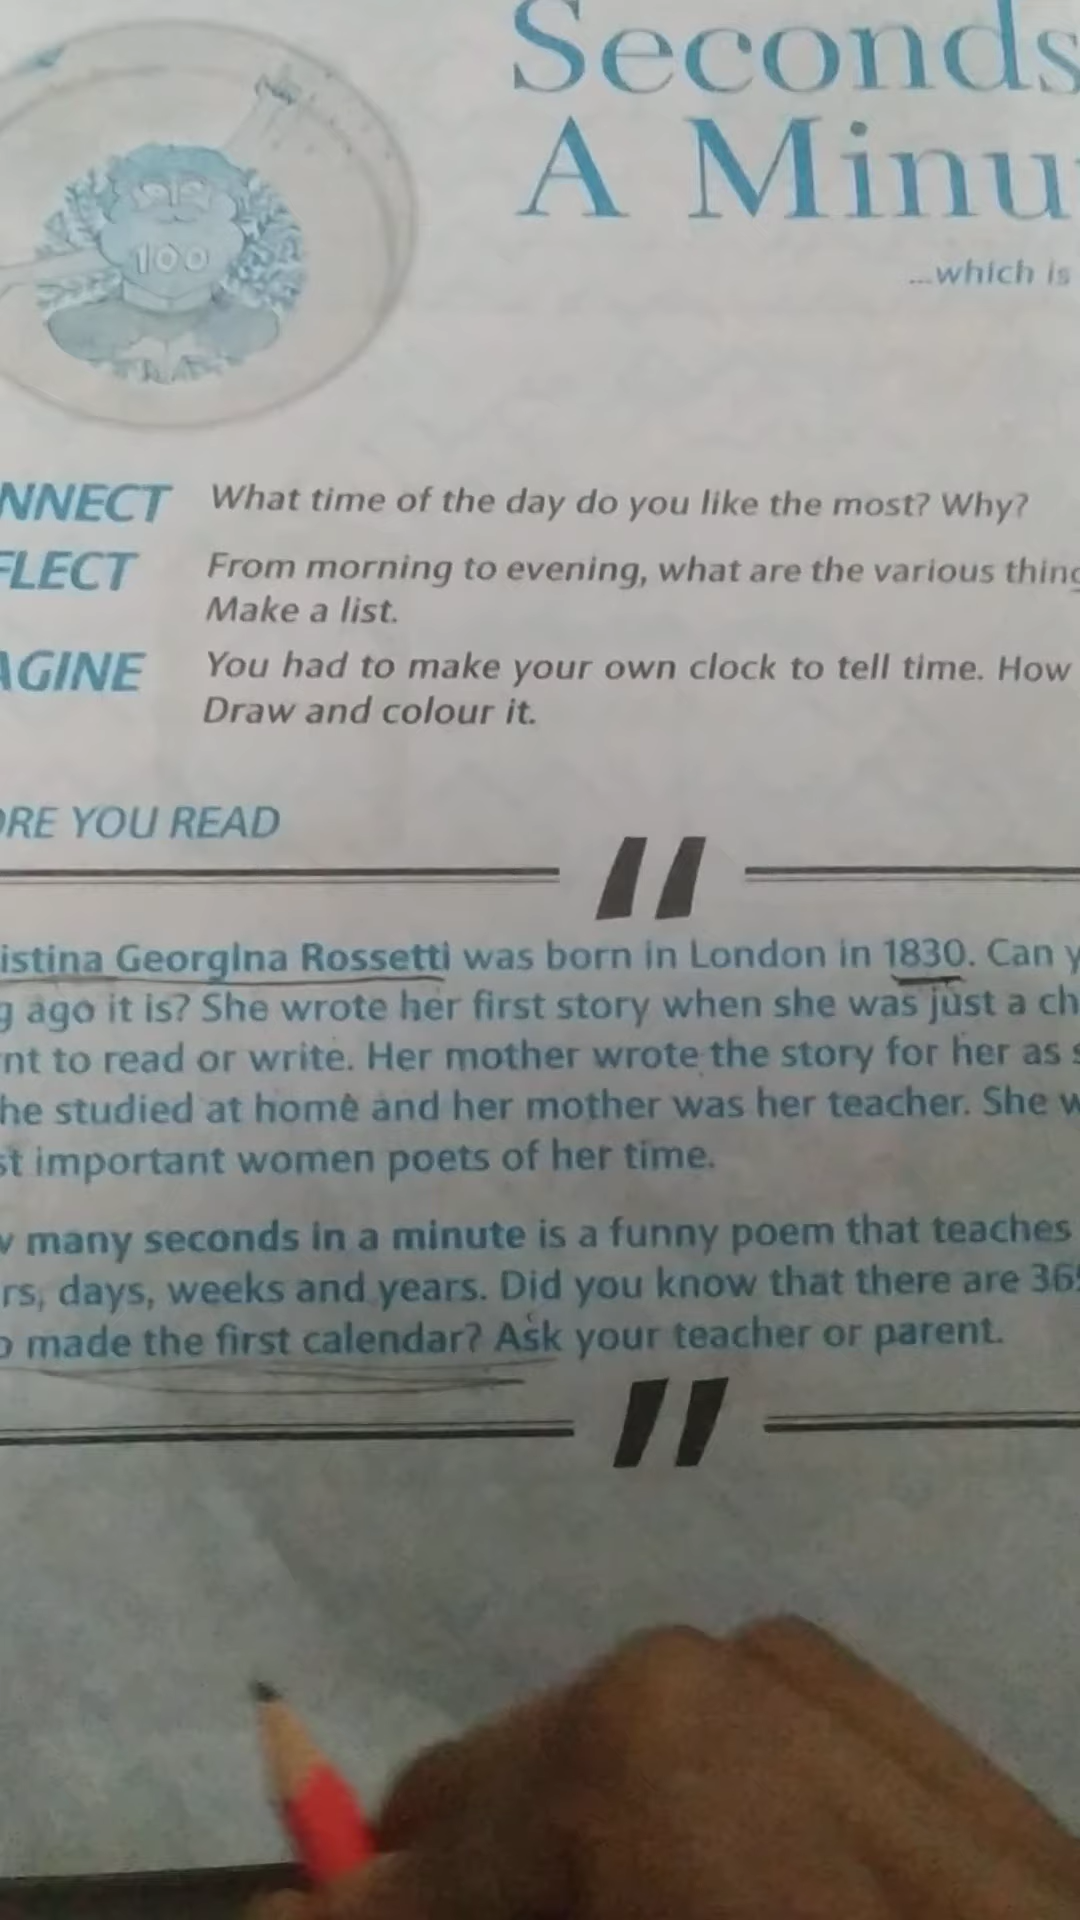 Seconds
A Minu
...which is
100
NNECT What time of the day do you like the most? Why?
FLECT From morning to evening, what are the various thing
Make a list.
AGINE You had to make your own clock to tell time. How
Draw and colour it.
ORE YOU READ
"
istina Georgina Rossetti was born in London in 1830. Can y
g ago it is? She wrote her first story when she was just a ch
nt to read or write. Her mother wrote the story for her as s
he studied at home and her mother was her teacher. She w
st important women poets of her time.
w many seconds in a minute is a funny poem that teaches
rs, days, weeks and years. Did you know that there are 365
o made the first calendar? Ask your teacher or parent.
"